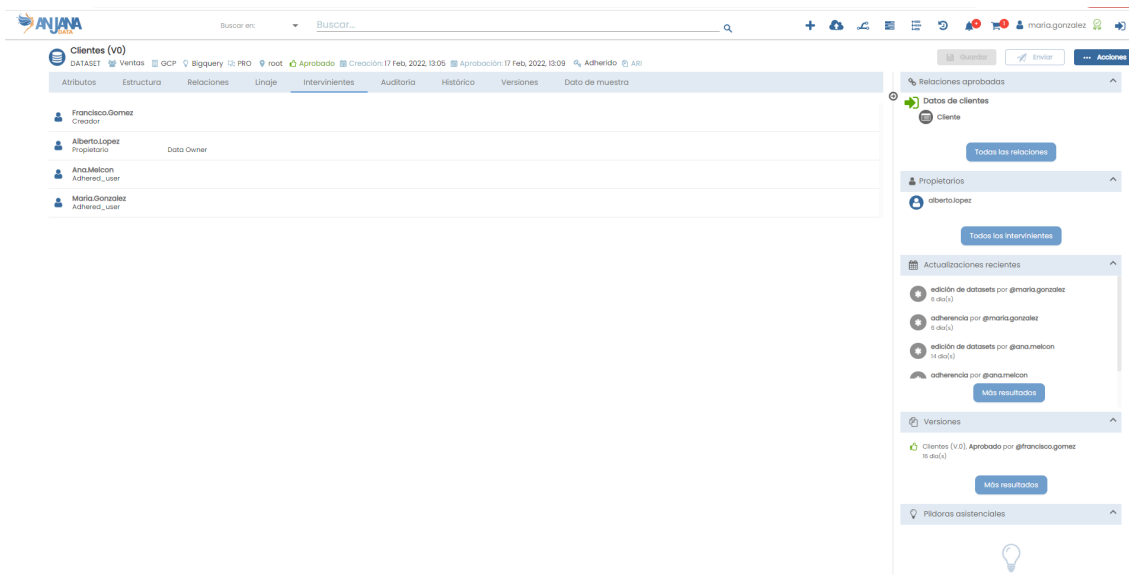 ANJANA
DATA
Buscar en:
Buscar...
1
maria.gonzalez
Clientes (V0)
DATASET Ventas GCP Bigquery PRO root Aprobado Creación: 17 Feb, 2022, 13:05 Aprobación: 17 Feb, 2022, 13:09 Adherido ARI
Guardar
Enviar
Acciones
Atributos Estructura Relaciones Linaje Intervinientes Auditoria Histórico Versiones Dato de muestra
Francisco.Gomez
Creador
Alberto.Lopez
Propietario Data Owner
Ana.Melcon
Adhered_user
Maria.Gonzalez
Adhered_user
Relaciones aprobadas
Datos de clientes
Cliente
Todas las relaciones
Propietarios
alberto.lopez
Todos los intervinientes
Actualizaciones recientes
edición de datasets por @maria.gonzalez
6 dia(s)
adherencia por @maria.gonzalez
6 dia(s)
edición de datasets por @ana.melcon
14 dia(s)
adherencia por @ana.melcon
Más resultados
Versiones
Clientes (V.0), Aprobado por @francisco.gomez
15 dia(s)
Más resultados
Píldoras asistenciales